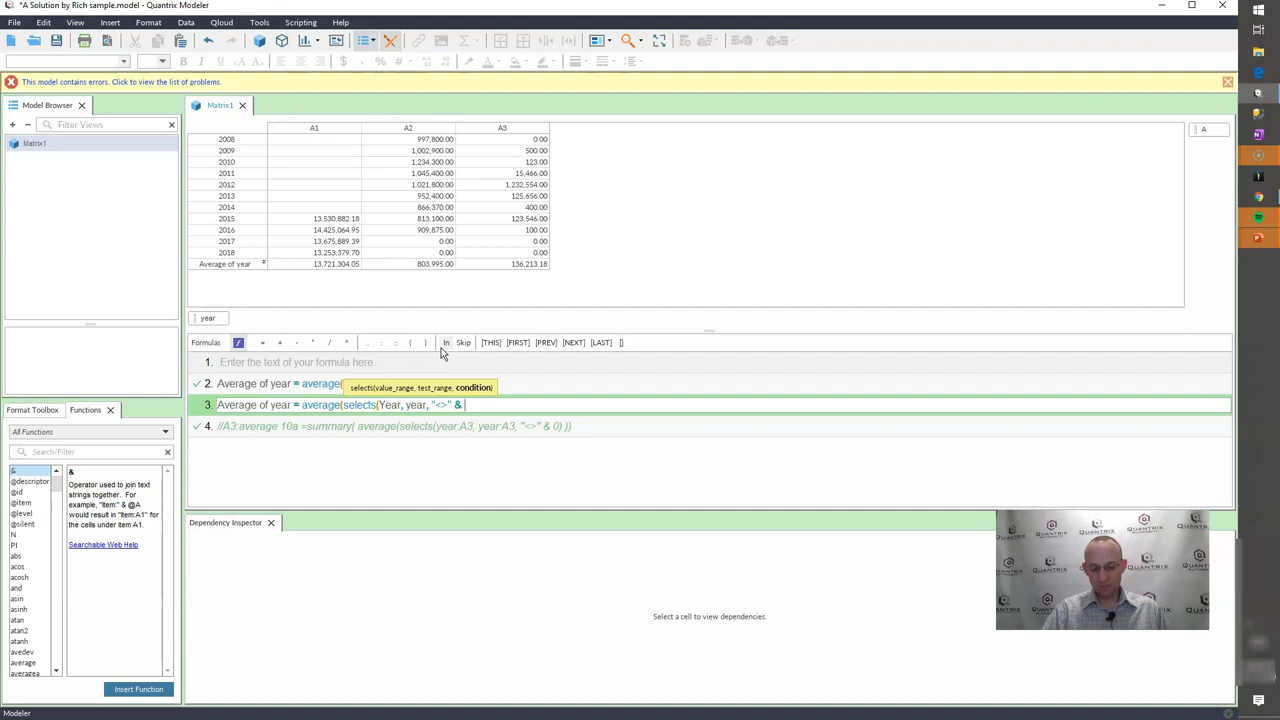 *A Solution by Rich sample.model - Quantrix Modeler
File Edit View Insert Format Data Qloud Tools Scripting Help
This model contains errors. Click to view the list of problems.
Model Browser
Filter Views
Matrix1
Matrix1
A
A1 A2 A3
2008 997,800.00 0.00
2009 1,002,900.00 500.00
2010 1,234,300.00 123.00
2011 1,045,400.00 15,466.00
2012 1,021,800.00 1,232,554.00
2013 952,400.00 125,656.00
2014 866,370.00 400.00
2015 13,530,882.18 813,100.00 123,546.00
2016 14,425,064.95 909,875.00 100.00
2017 13,675,889.39 0.00 0.00
2018 13,253,379.70 0.00 0.00
Average of year 13,721,304.05 803,995.00 136,213.18
year
Formulas = + - * / ^ .. : :: ( ) In Skip [THIS] [FIRST] [PREV] [NEXT] [LAST] []
1. Enter the text of your formula here.
2. Average of year = average(
selects(value_range, test_range, condition)
3. Average of year = average(selects(Year, year, "<>" &
4. //A3:average 10a =summary( average(selects(year:A3, year:A3, "<>" & 0) ))
Format Toolbox Functions
All Functions
Search/Filter
&
@descriptor
@id
@item
@level
@silent
N
PI
abs
acos
acosh
and
asin
asinh
atan
atan2
atanh
avedev
average
averagea
&
Operator used to join text
strings together. For
example, "Item:" & @A
would result in "Item:A1" for
the cells under item A1.
Searchable Web Help
Insert Function
Dependency Inspector
Select a cell to view dependencies.
QUANTRIX
AUTHORITY
Modeler